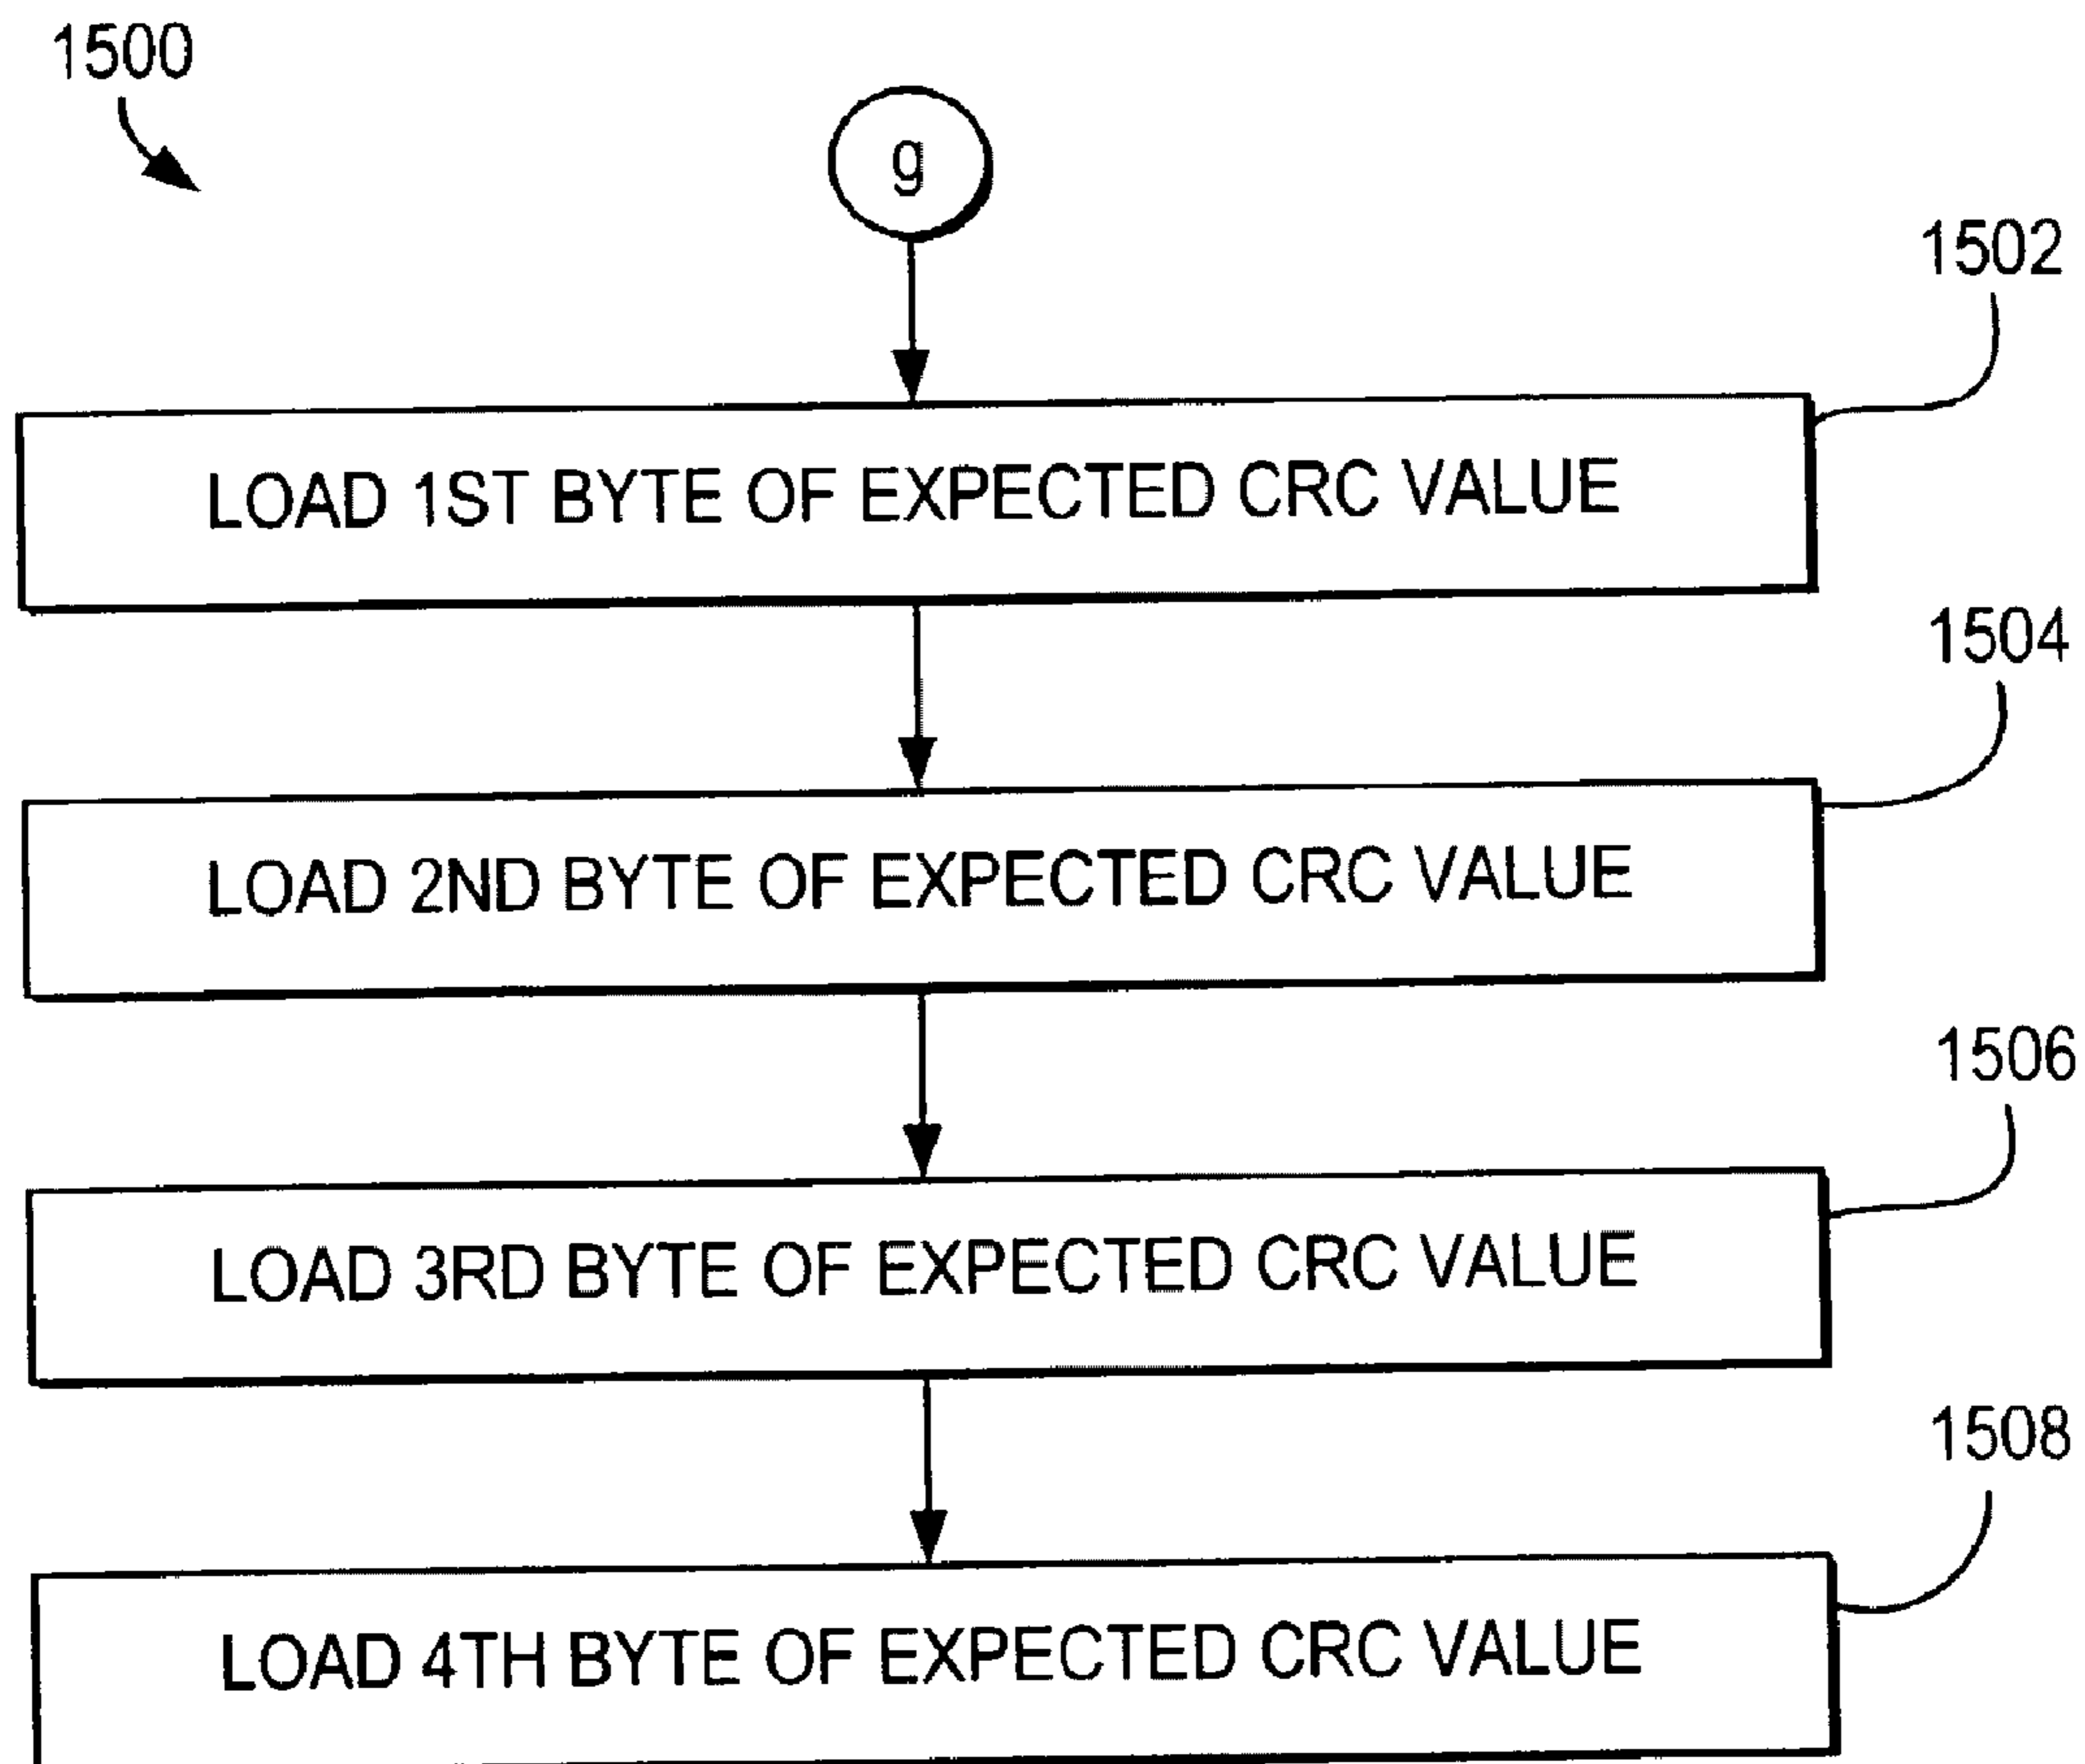 1500
g
1502
LOAD 1ST BYTE OF EXPECTED CRC VALUE
1504
LOAD 2ND BYTE OF EXPECTED CRC VALUE
1506
LOAD 3RD BYTE OF EXPECTED CRC VALUE
1508
LOAD 4TH BYTE OF EXPECTED CRC VALUE